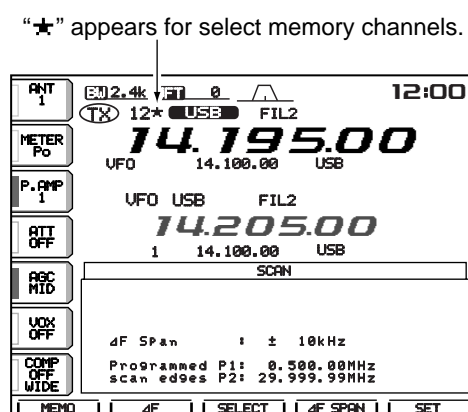 “★” appears for select memory channels.
ANT 1
BW 2.4k SFT 0 12:00
TX 12★ USB FIL2
METER Po
14.195.00
VFO 14.100.00 USB
P.AMP 1
VFO USB FIL2
ATT OFF
14.205.00
1 14.100.00 USB
SCAN
AGC MID
VOX OFF
⊿F Span : ± 10kHz
COMP OFF WIDE
Programmed P1: 0.500.00MHz
scan edges P2: 29.999.99MHz
MEMO ⊿F SELECT ⊿F SPAN SET